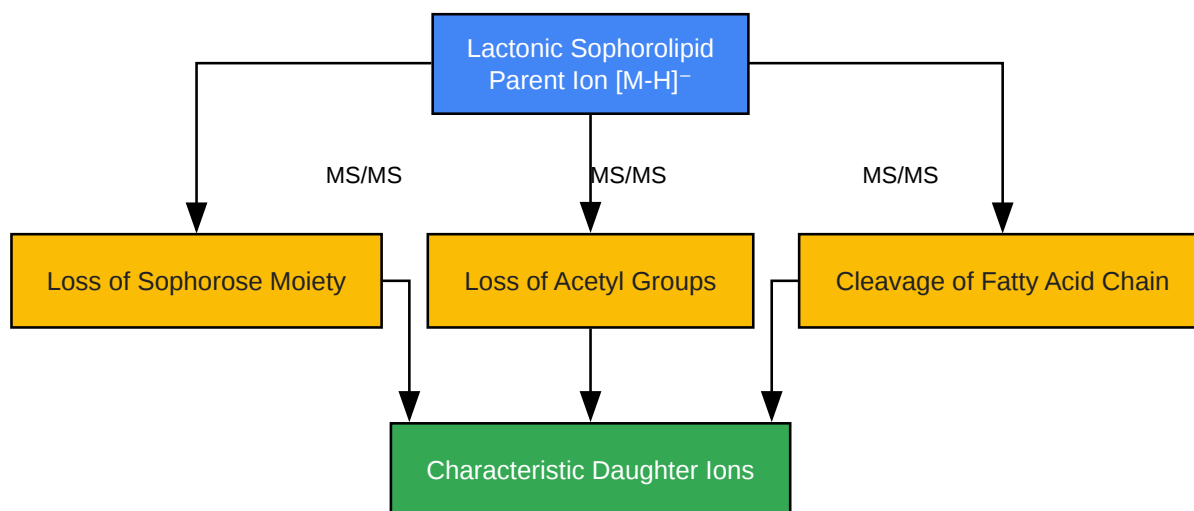 Lactonic Sophorolipid
Parent Ion [M-H]⁻
MS/MS
MS/MS
MS/MS
Loss of Sophorose Moiety
Loss of Acetyl Groups
Cleavage of Fatty Acid Chain
Characteristic Daughter Ions